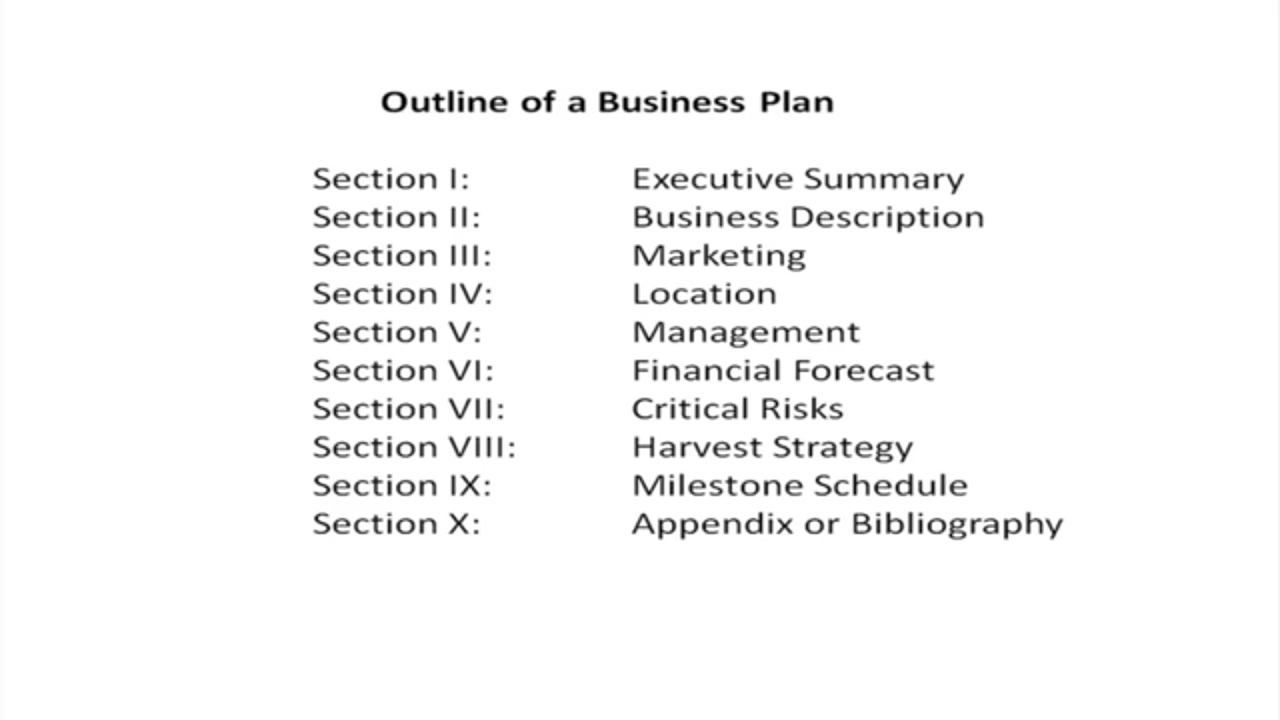 Outline of a Business Plan
Section I: Executive Summary
Section II: Business Description
Section III: Marketing
Section IV: Location
Section V: Management
Section VI: Financial Forecast
Section VII: Critical Risks
Section VIII: Harvest Strategy
Section IX: Milestone Schedule
Section X: Appendix or Bibliography